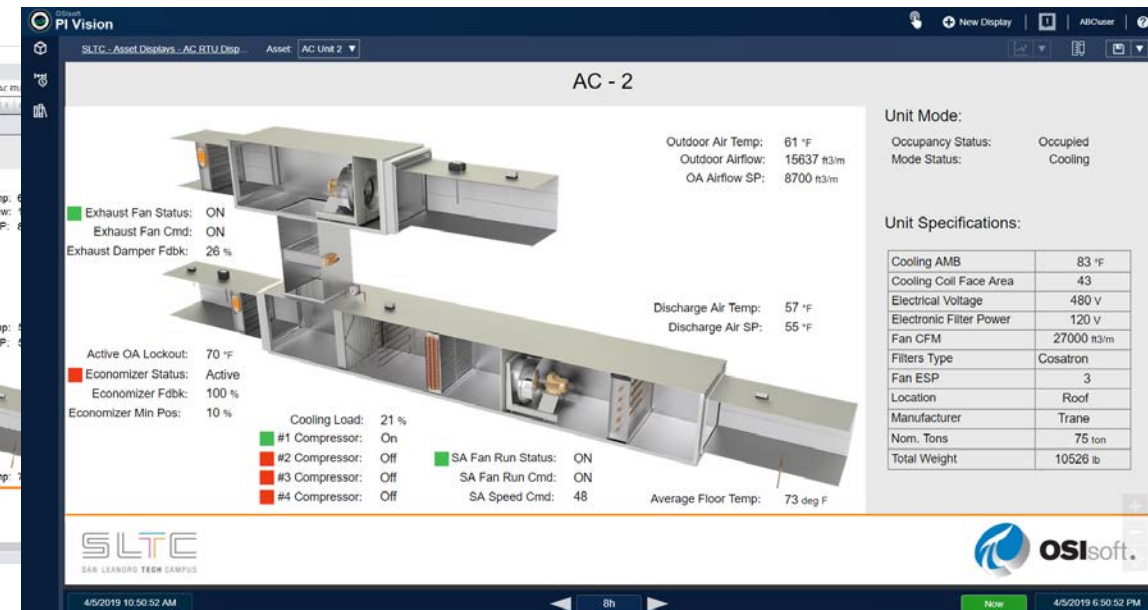 OSIsoft
PI Vision
New Display
ABC\user
SLTC - Asset Displays - AC RTU Disp...
Asset: AC Unit 2
AC - 2
Outdoor Air Temp: 61 °F
Outdoor Airflow: 15637 ft3/m
OA Airflow SP: 8700 ft3/m
Exhaust Fan Status: ON
Exhaust Fan Cmd: ON
Exhaust Damper Fdbk: 26 %
Discharge Air Temp: 57 °F
Discharge Air SP: 55 °F
Active OA Lockout: 70 °F
Economizer Status: Active
Economizer Fdbk: 100 %
Economizer Min Pos: 10 %
Cooling Load: 21 %
#1 Compressor: On
#2 Compressor: Off
#3 Compressor: Off
#4 Compressor: Off
SA Fan Run Status: ON
SA Fan Run Cmd: ON
SA Speed Cmd: 48
Average Floor Temp: 73 deg F
Unit Mode:
Occupancy Status: Occupied
Mode Status: Cooling
Unit Specifications:
Cooling AMB 83 °F
Cooling Coil Face Area 43
Electrical Voltage 480 V
Electronic Filter Power 120 V
Fan CFM 27000 ft3/m
Filters Type Cosatron
Fan ESP 3
Location Roof
Manufacturer Trane
Nom. Tons 75 ton
Total Weight 10526 lb
SLTC
SAN LEANDRO TECH CAMPUS
OSIsoft.
4/5/2019 10:50:52 AM
8h
Now
4/5/2019 6:50:52 PM